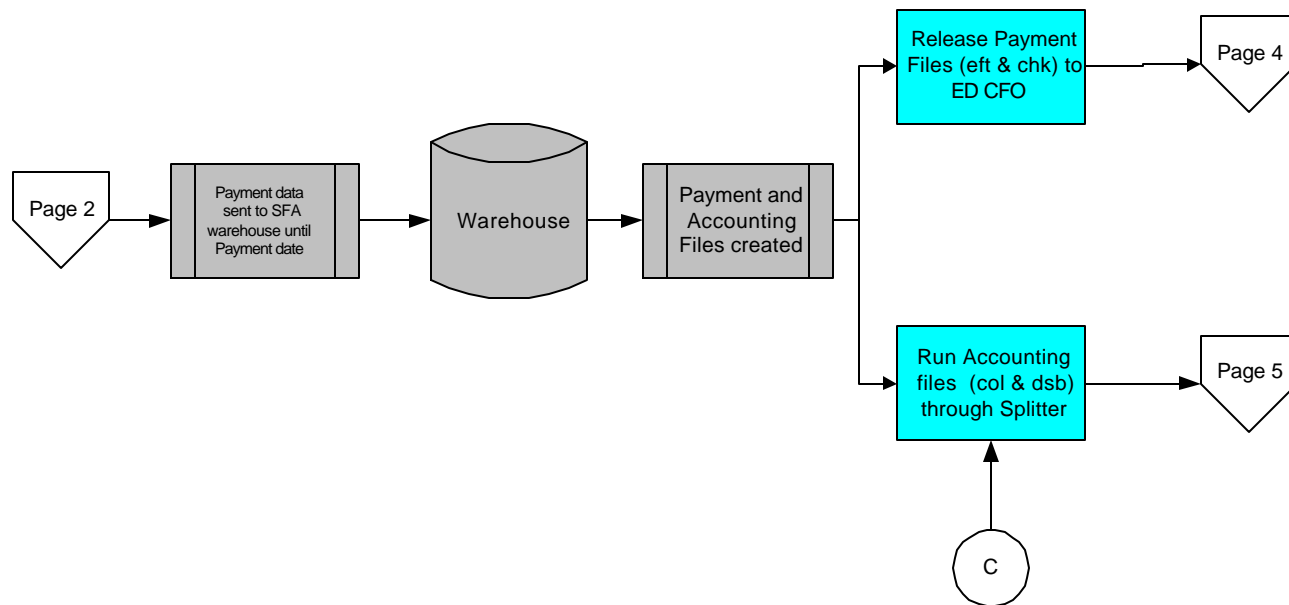 Page 2
Payment data
sent to SFA
warehouse until
Payment date
Warehouse
Payment and
Accounting
Files created
Release Payment
Files (eft & chk) to
ED CFO
Page 4
Run Accounting
files (col & dsb)
through Splitter
Page 5
C